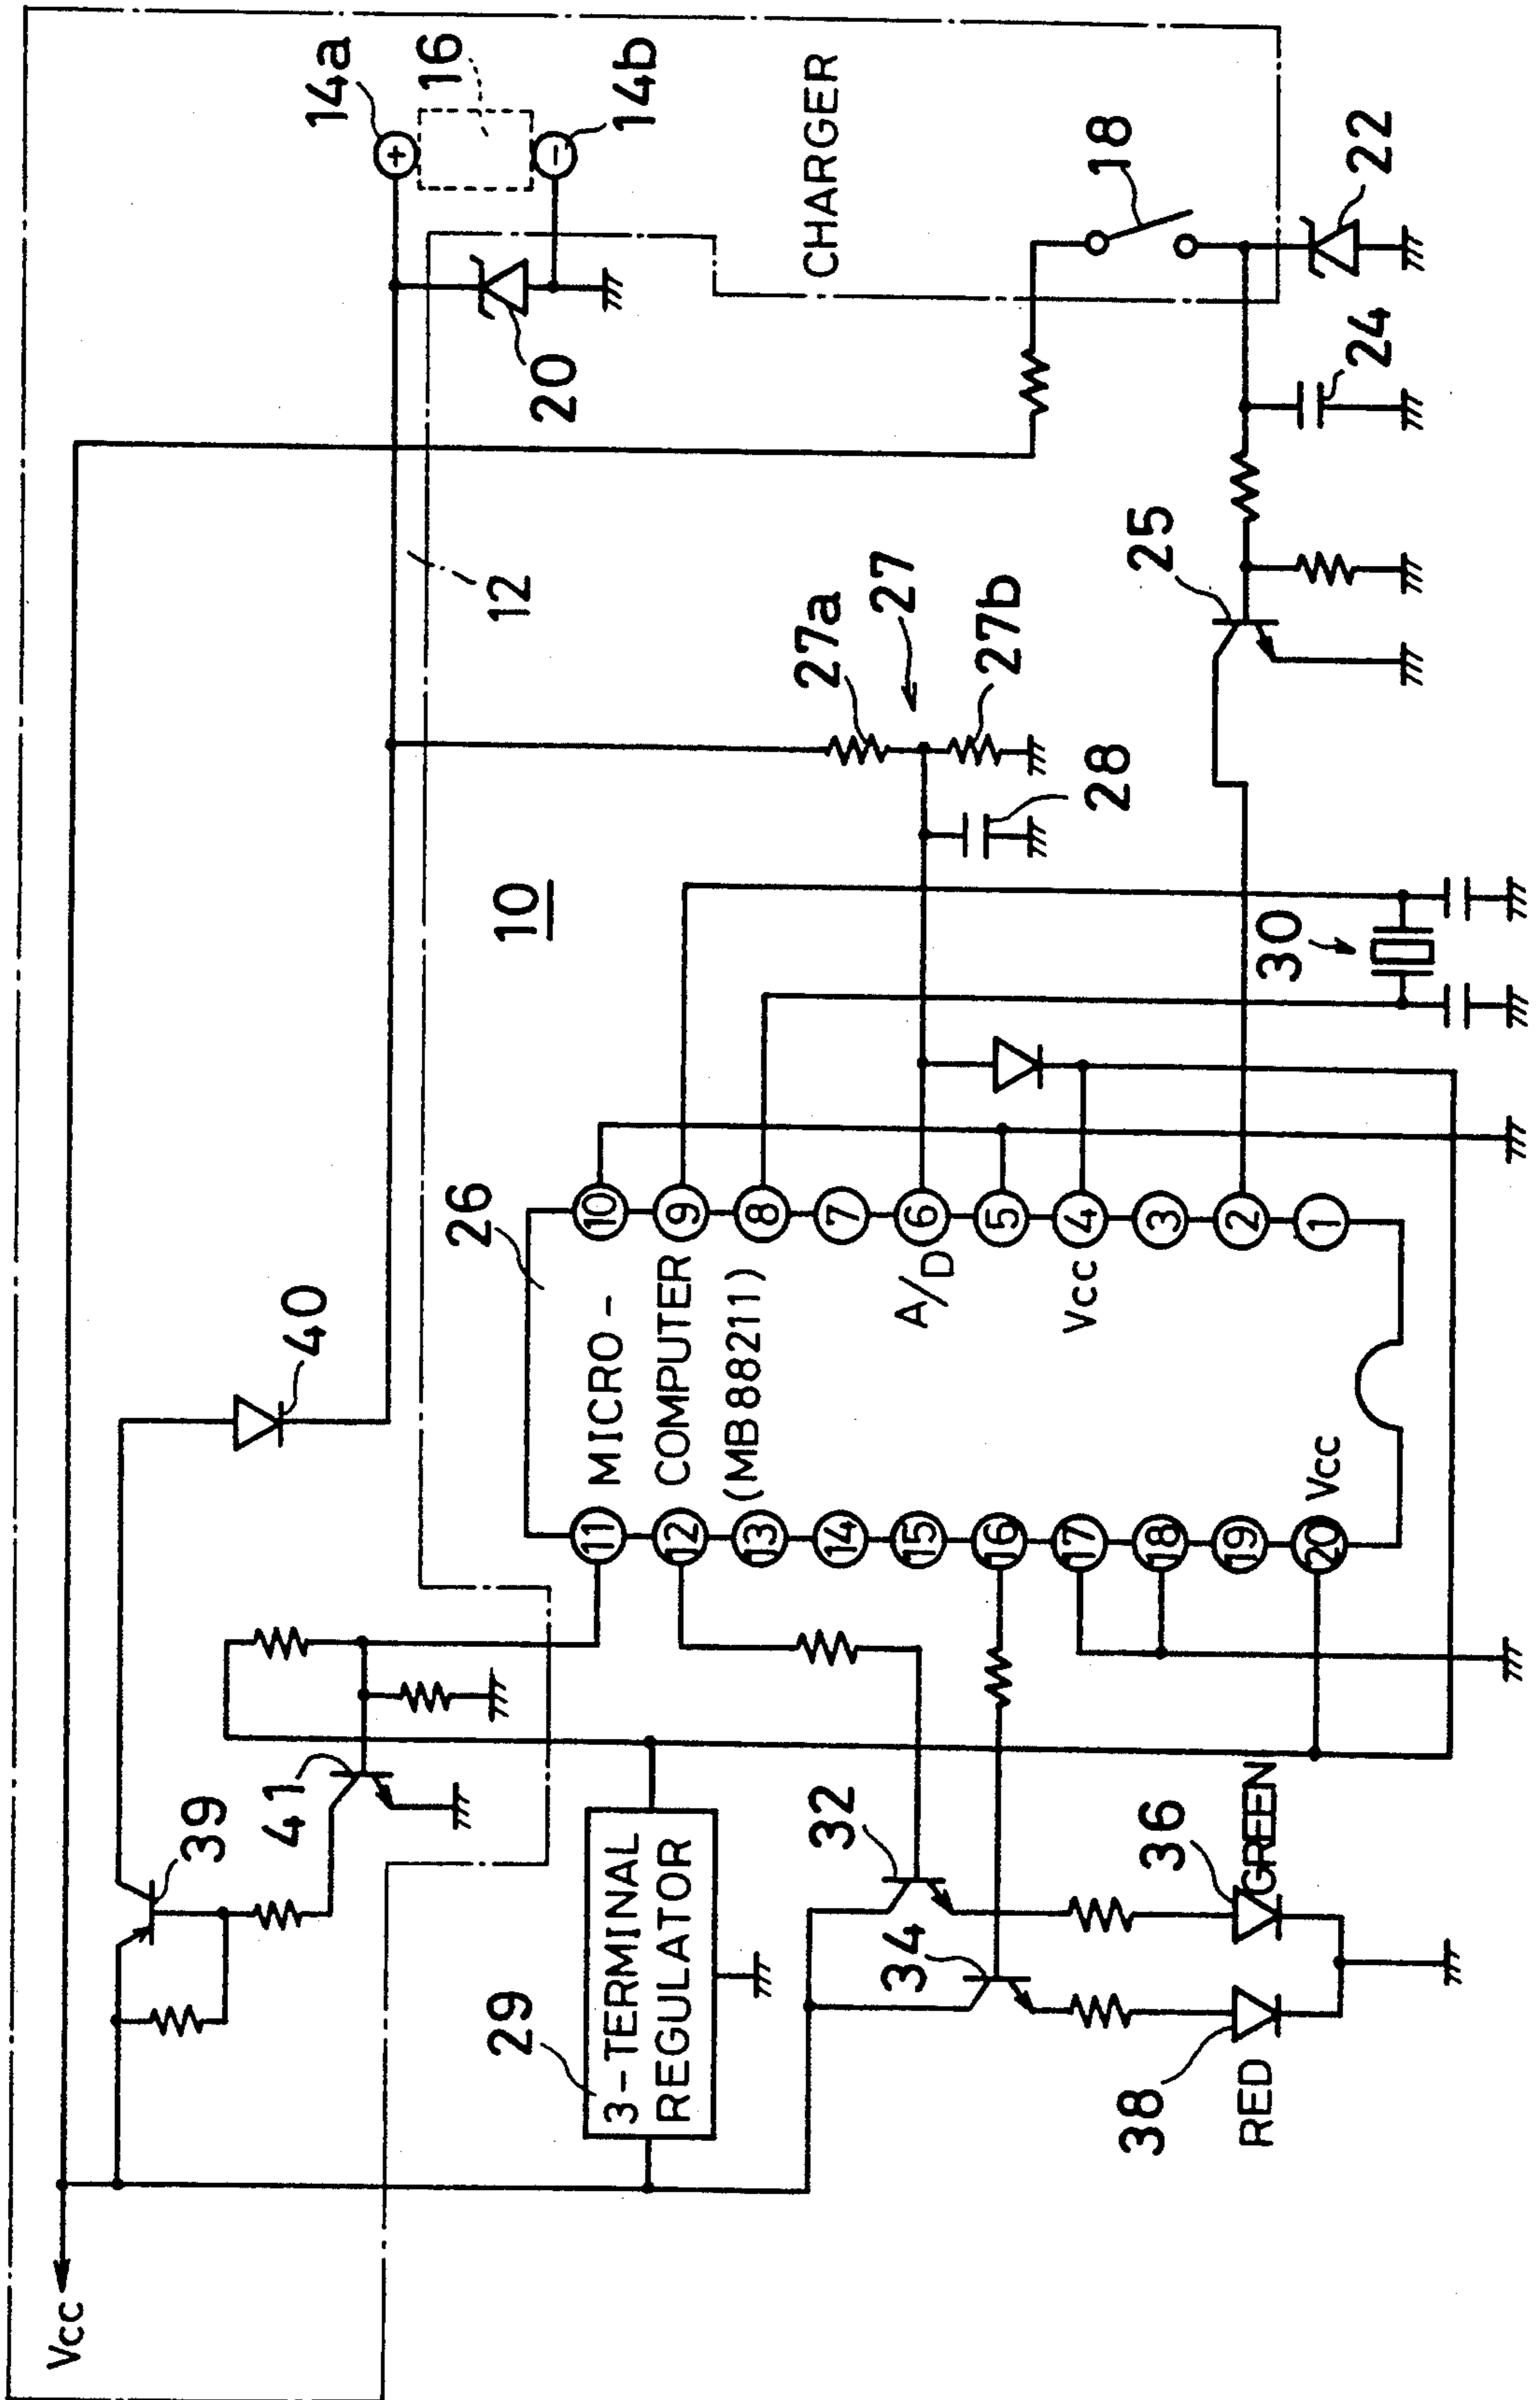 Vcc
39
41
40
12
20
14a
+
16
−
14b
CHARGER
18
22
24
25
27a
27
27b
28
10
30
29
3-TERMINAL
REGULATOR
26
MICRO-
COMPUTER
(MB88211)
A/D
Vcc
Vcc
11
12
13
14
15
16
17
18
19
20
10
9
8
7
6
5
4
3
2
1
32
34
36
GREEN
38
RED